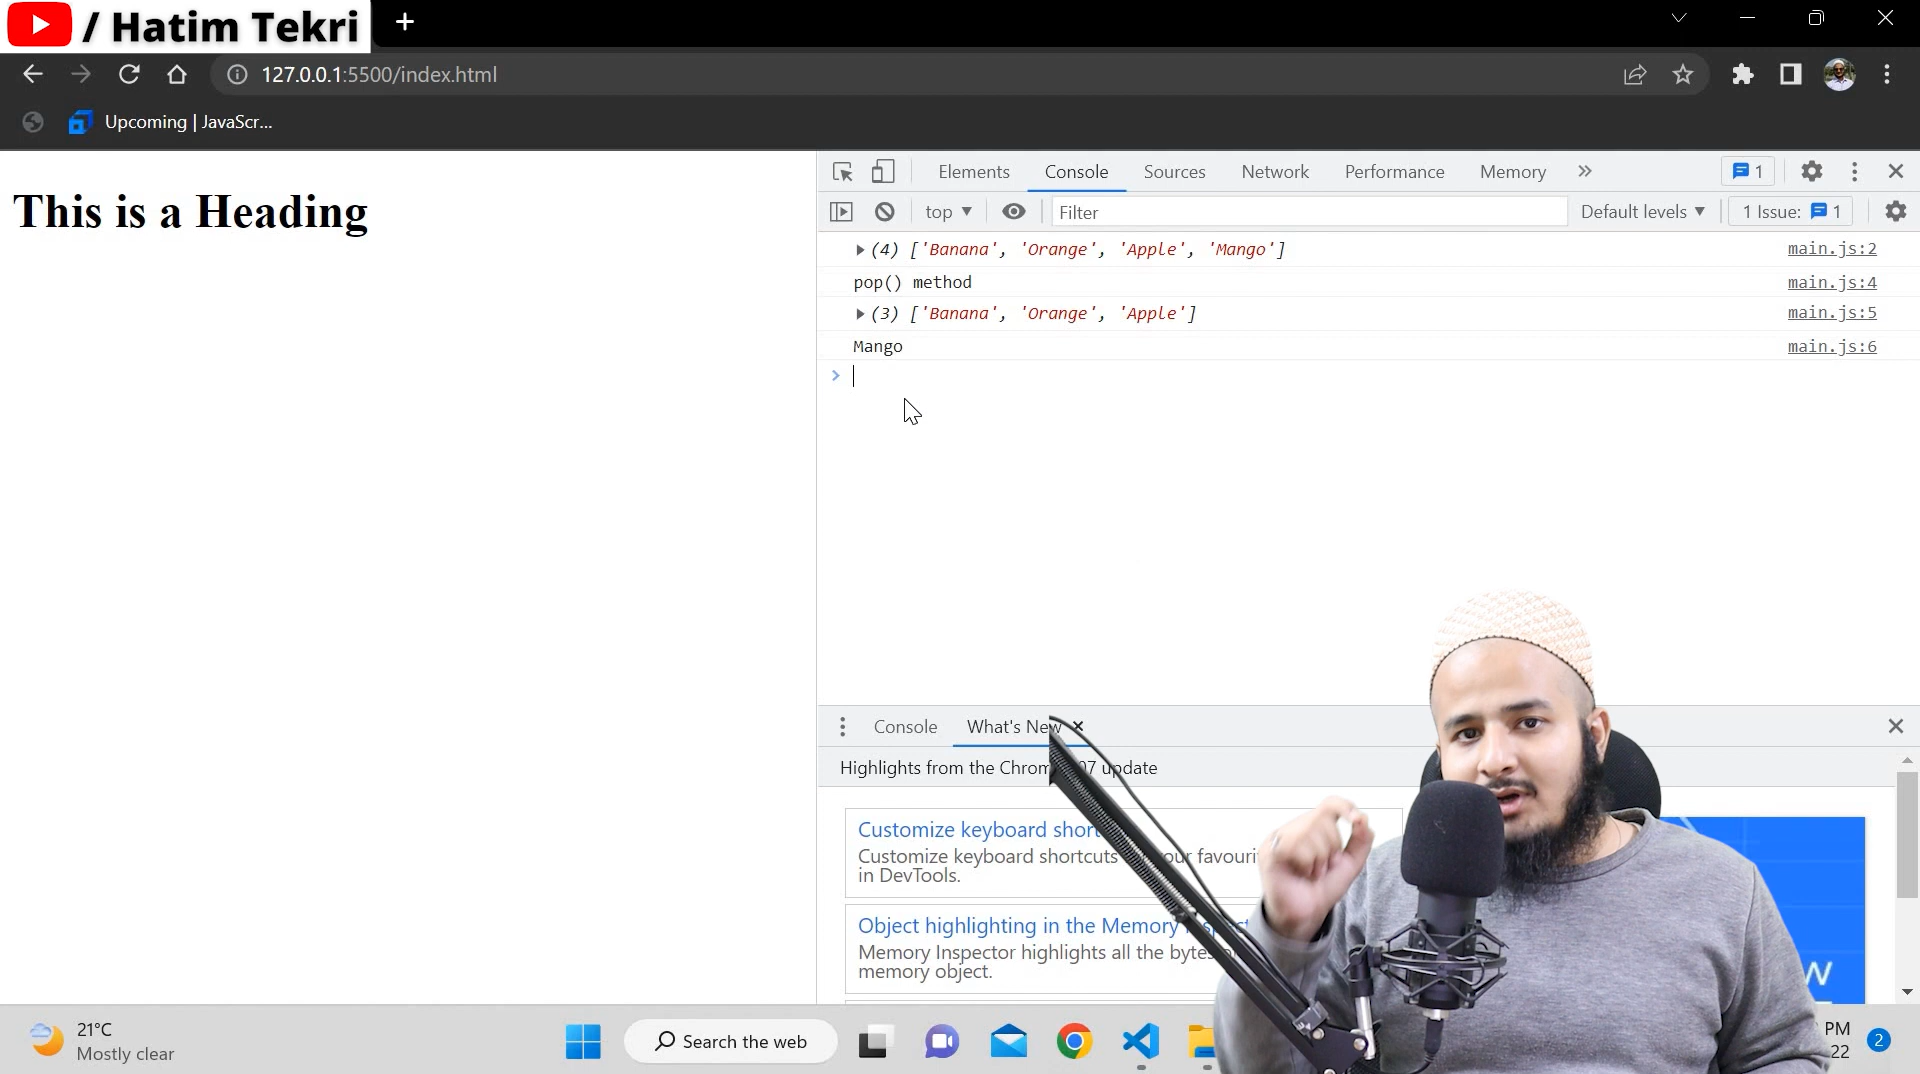 / Hatim Tekri
127.0.0.1:5500/index.html
Upcoming | JavaScr...
This is a Heading
Elements Console Sources Network Performance Memory 1
top Filter Default levels 1 Issue: 1
(4) ['Banana', 'Orange', 'Apple', 'Mango'] main.js:2
pop() method main.js:4
(3) ['Banana', 'Orange', 'Apple'] main.js:5
Mango main.js:6
Console What's New
Highlights from the Chrom 07 update
Customize keyboard short
Customize keyboard shortcuts our favouri
in DevTools.
Object highlighting in the Memory
Memory Inspector highlights all the bytes
memory object.
W
21°C
Mostly clear
Search the web
PM
22
2